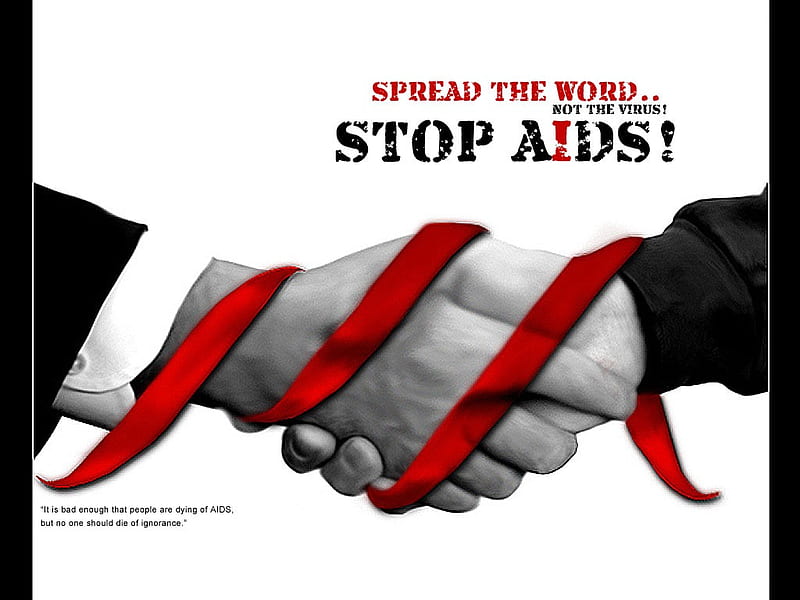 SPREAD THE WORD..
NOT THE VIRUS!
STOP AIDS!
"It is bad enough that people are dying of AIDS,
but no one should die of ignorance."